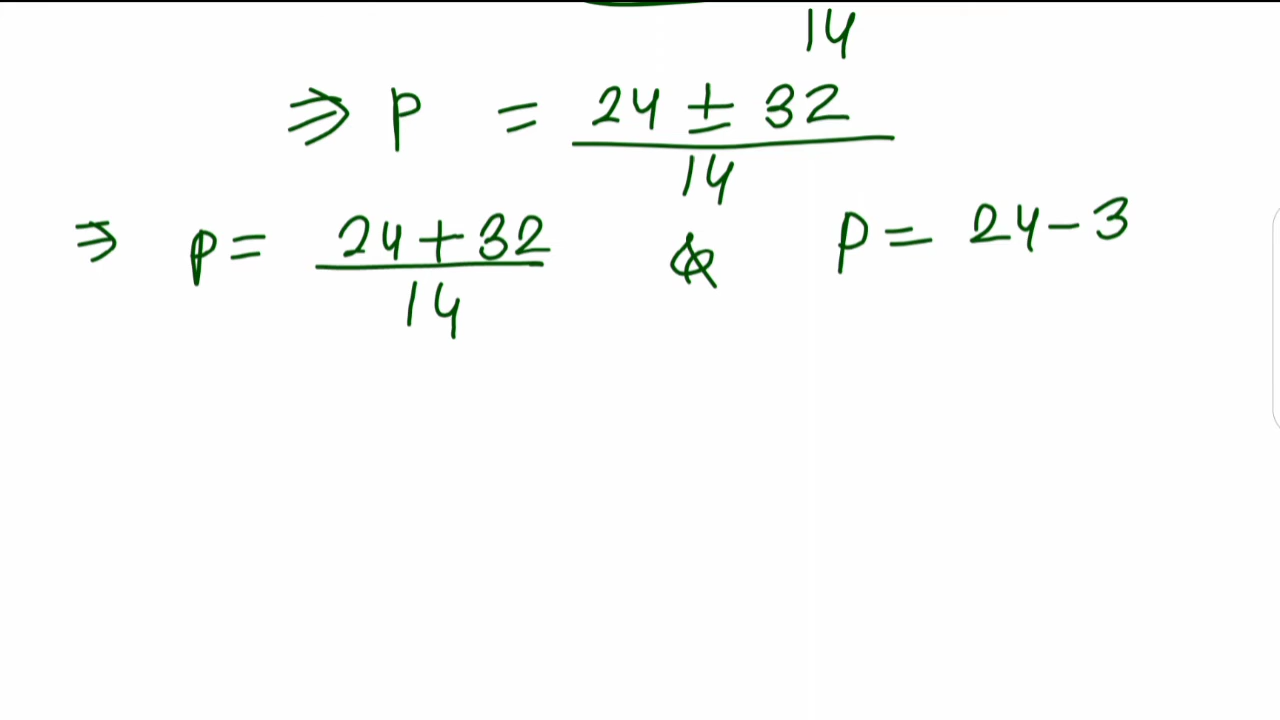 14
⇒ p = 24 ± 32
14
⇒ p = 24 + 32 & p = 24 - 3
14